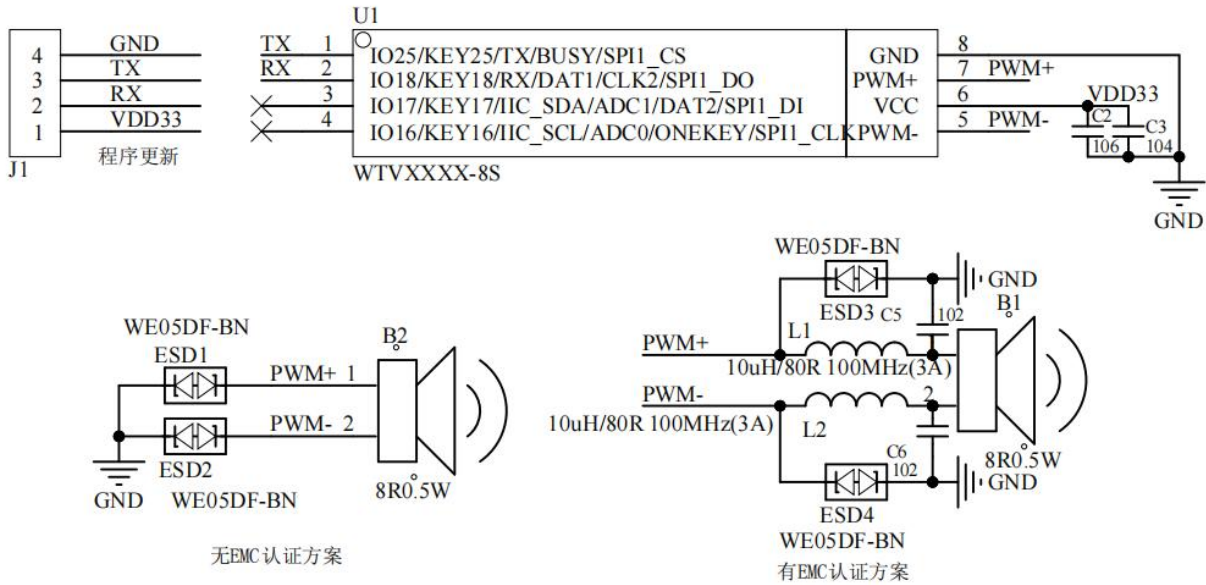 U1
4 GND
3 TX
2 RX
1 VDD33
J1
程序更新
TX 1 IO25/KEY25/TX/BUSY/SPI1_CS
RX 2 IO18/KEY18/RX/DAT1/CLK2/SPI1_DO
3 IO17/KEY17/IIC_SDA/ADC1/DAT2/SPI1_DI
4 IO16/KEY16/IIC_SCL/ADC0/ONEKEY/SPI1_CLK
GND 8
PWM+ 7 PWM+
VCC 6 VDD33
PWM- 5 PWM-
WTVXXXX-8S
C2
106
C3
104
GND
WE05DF-BN
ESD1
PWM+ 1
PWM- 2
ESD2
WE05DF-BN
GND
B2
8R0.5W
无EMC认证方案
WE05DF-BN
ESD3
C5
102
GND
B1
PWM+
L1
10uH/80R 100MHz(3A)
PWM-
2
10uH/80R 100MHz(3A)
L2
C6
102
8R0.5W
GND
ESD4
WE05DF-BN
有EMC认证方案